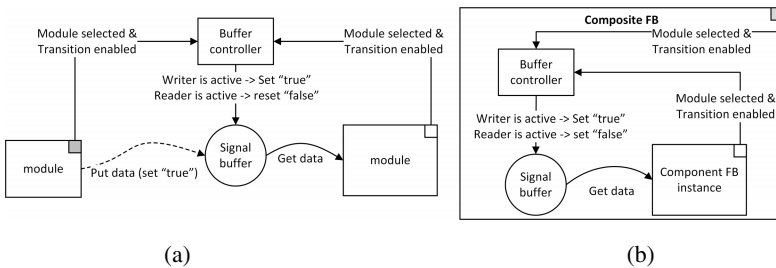 Module selected &
Transition enabled
Buffer
controller
Module selected &
Transition enabled
Writer is active -> Set “true”
Reader is active -> reset “false”
module
Put data (set “true”)
Signal
buffer
Get data
module
(a)
Composite FB
Module selected &
Transition enabled
Buffer
controller
Module selected &
Transition enabled
Writer is active -> Set “true”
Reader is active -> set “false”
Signal
buffer
Get data
Component FB
instance
(b)